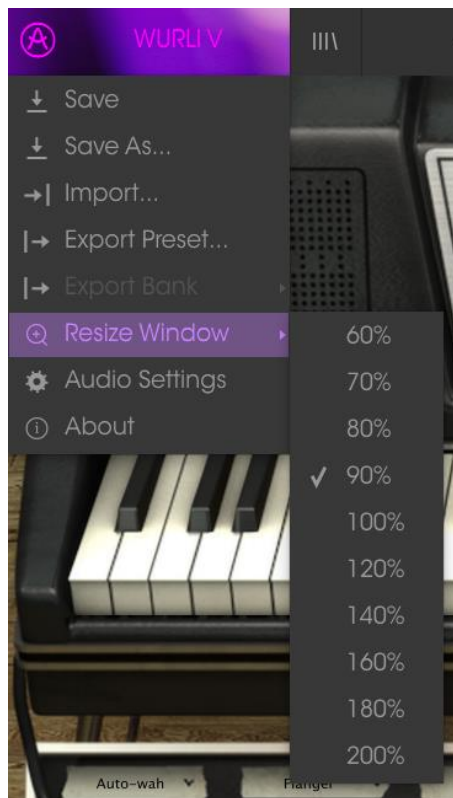 WURLI V
Save
Save As...
Import...
Export Preset...
Export Bank
Resize Window
Audio Settings
About
60%
70%
80%
90%
100%
120%
140%
160%
180%
200%
Auto-wah
Flanger